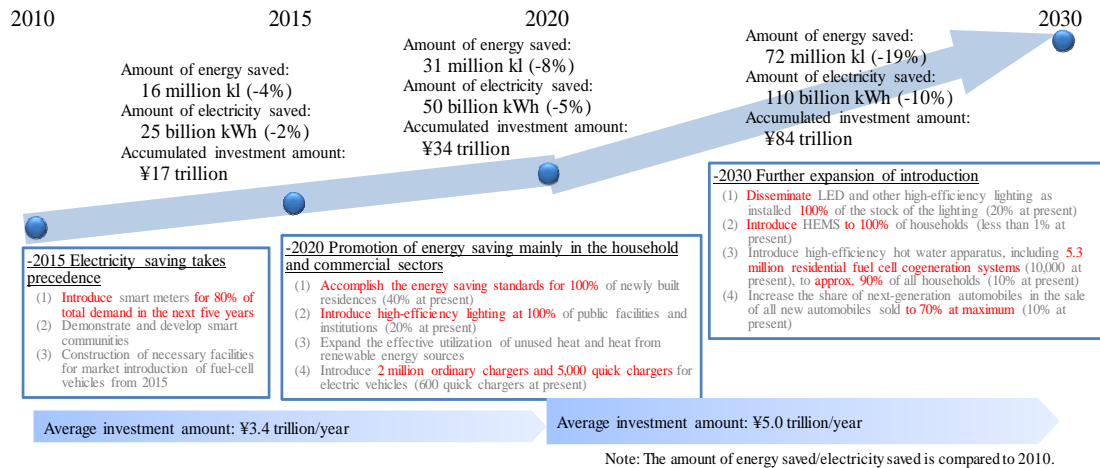 2010
2015
2020
2030
Amount of energy saved:
16 million kl (-4%)
Amount of electricity saved:
25 billion kWh (-2%)
Accumulated investment amount:
¥17 trillion
Amount of energy saved:
31 million kl (-8%)
Amount of electricity saved:
50 billion kWh (-5%)
Accumulated investment amount:
¥34 trillion
Amount of energy saved:
72 million kl (-19%)
Amount of electricity saved:
110 billion kWh (-10%)
Accumulated investment amount:
¥84 trillion
-2015 Electricity saving takes
precedence
(1) Introduce smart meters for 80% of
total demand in the next five years
(2) Demonstrate and develop smart
communities
(3) Construction of necessary facilities
for market introduction of fuel-cell
vehicles from 2015
-2020 Promotion of energy saving mainly in the household
and commercial sectors
(1) Accomplish the energy saving standards for 100% of newly built
residences (40% at present)
(2) Introduce high-efficiency lighting at 100% of public facilities and
institutions (20% at present)
(3) Expand the effective utilization of unused heat and heat from
renewable energy sources
(4) Introduce 2 million ordinary chargers and 5,000 quick chargers for
electric vehicles (600 quick chargers at present)
-2030 Further expansion of introduction
(1) Disseminate LED and other high-efficiency lighting as
installed 100% of the stock of the lighting (20% at present)
(2) Introduce HEMS to 100% of households (less than 1% at
present)
(3) Introduce high-efficiency hot water apparatus, including 5.3
million residential fuel cell cogeneration systems (10,000 at
present), to approx. 90% of all households (10% at present)
(4) Increase the share of next-generation automobiles in the sale
of all new automobiles sold to 70% at maximum (10% at
present)
Average investment amount: ¥3.4 trillion/year
Average investment amount: ¥5.0 trillion/year
Note: The amount of energy saved/electricity saved is compared to 2010.